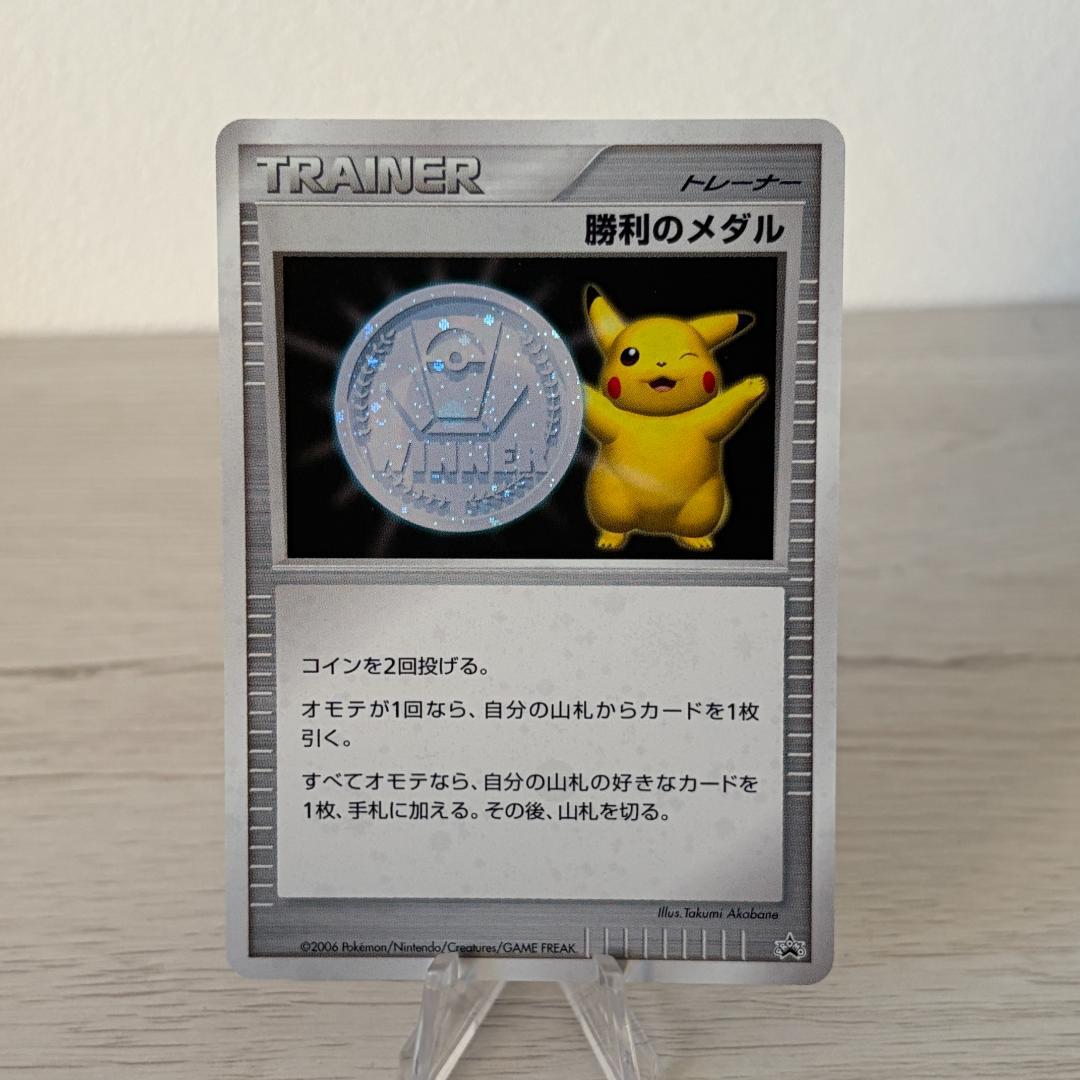 TRAINER トレーナー
勝利のメダル
WINNER
コインを2回投げる。
オモテが1回なら、自分の山札からカードを1枚
引く。
すべてオモテなら、自分の山札の好きなカードを
1枚、手札に加える。その後、山札を切る。
Illus.Takumi Akabane
©2006 Pokémon/Nintendo/Creatures/GAME FREAK